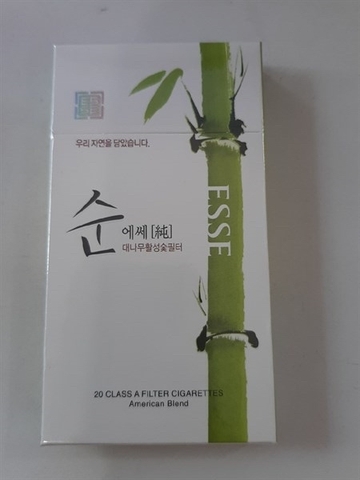 우리 자연을 담았습니다.
순 에쎄 [純]
대나무활성숯필터
ESSE
20 CLASS A FILTER CIGARETTES
American Blend